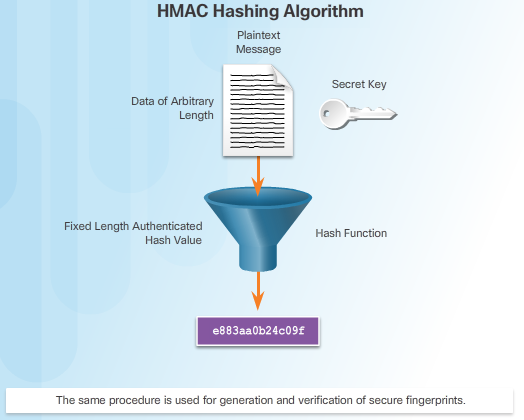 HMAC Hashing Algorithm
Plaintext
Message
Secret Key
Data of Arbitrary
Length
Fixed Length Authenticated
Hash Value
Hash Function
e883aa0b24c09f
The same procedure is used for generation and verification of secure fingerprints.